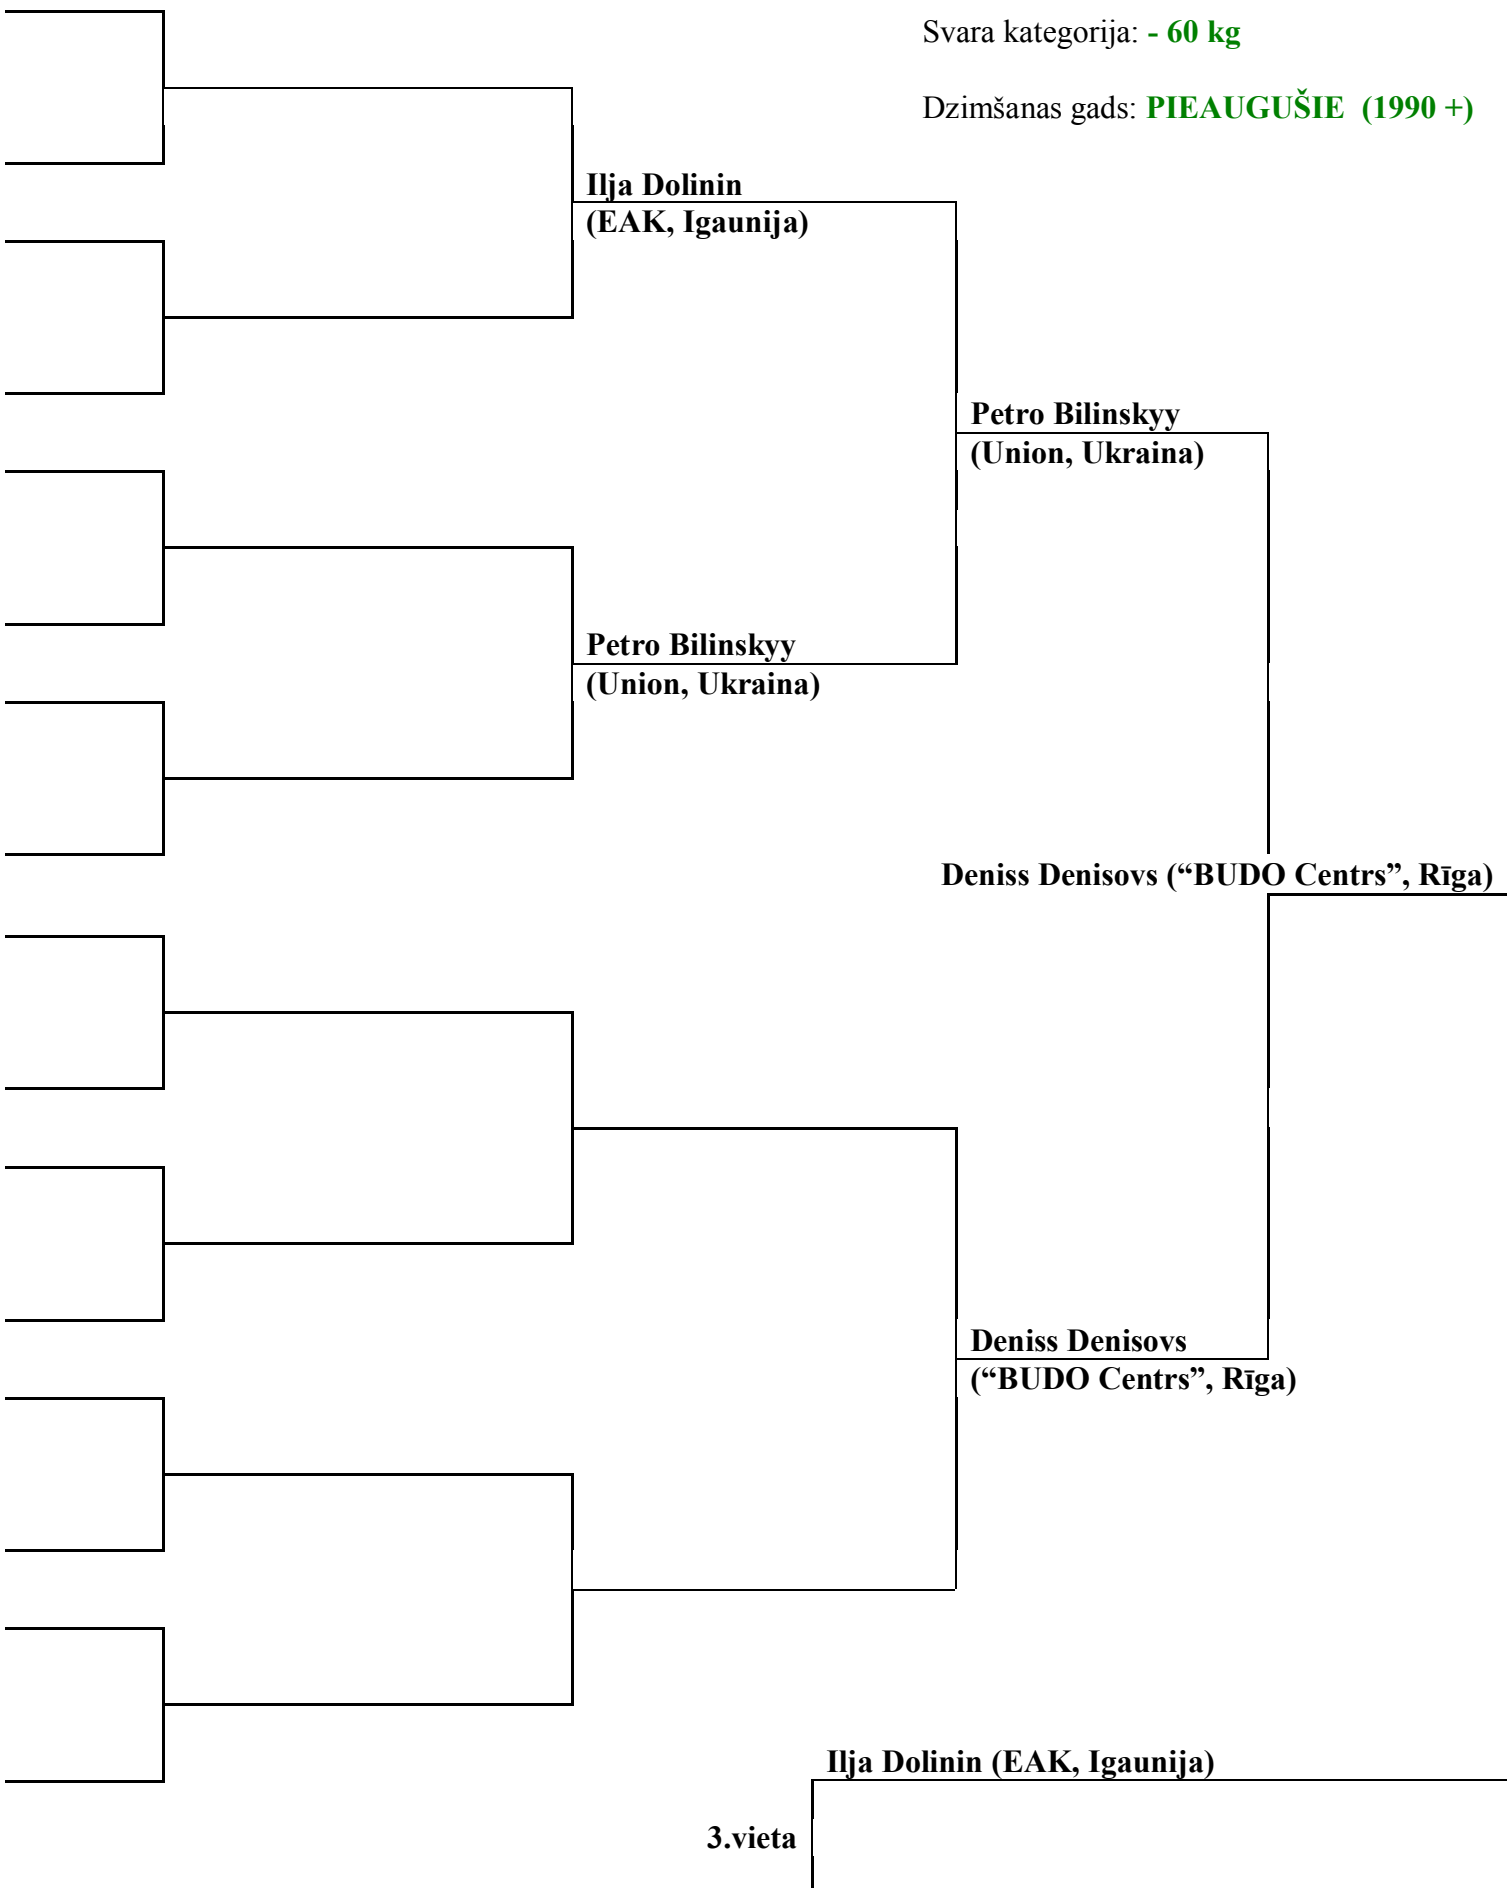 Svara kategorija: - 60 kg
Dzimšanas gads: PIEAUGUŠIE (1990 +)
Ilja Dolinin
(EAK, Igaunija)
Petro Bilinskyy
(Union, Ukraina)
Petro Bilinskyy
(Union, Ukraina)
Deniss Denisovs (“BUDO Centrs”, Rīga)
Deniss Denisovs
(“BUDO Centrs”, Rīga)
Ilja Dolinin (EAK, Igaunija)
3.vieta